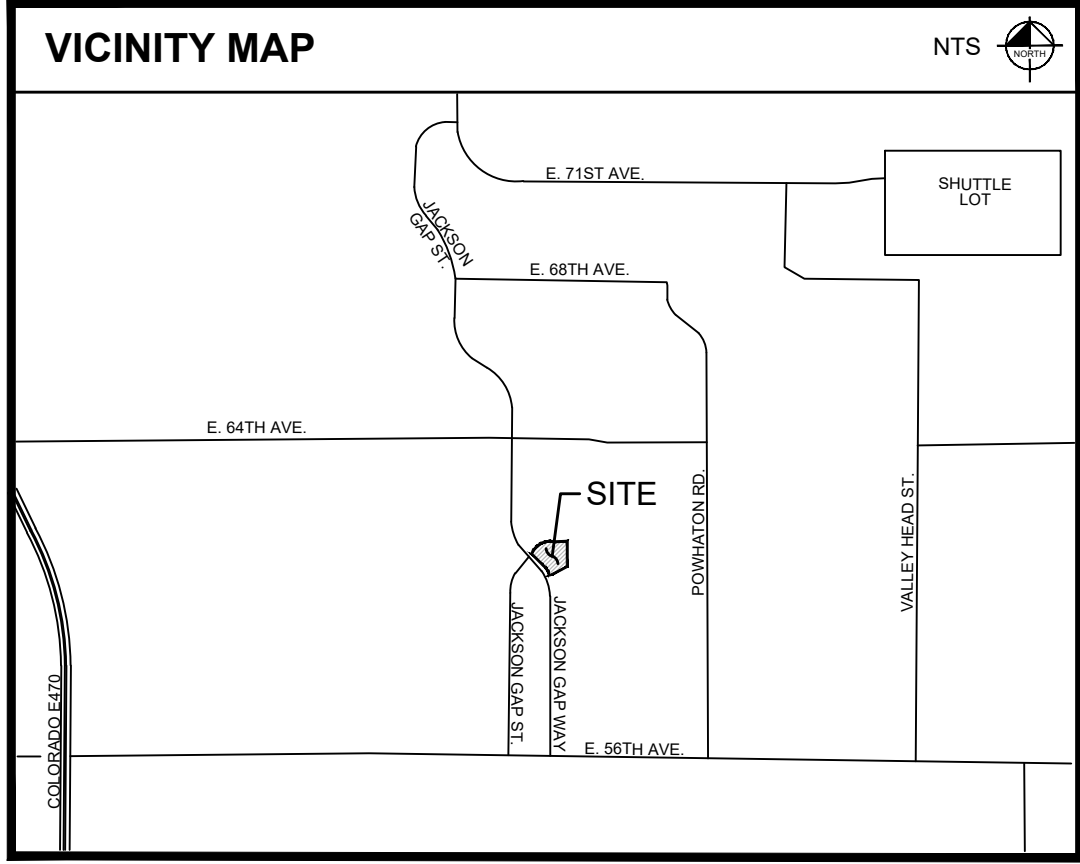 VICINITY MAP
NTS
NORTH
E. 71ST AVE.
SHUTTLE
LOT
JACKSON
GAP ST.
E. 68TH AVE.
E. 64TH AVE.
SITE
POWHATON RD.
VALLEY HEAD ST.
JACKSON GAP ST.
JACKSON GAP WAY
COLORADO E470
E. 56TH AVE.